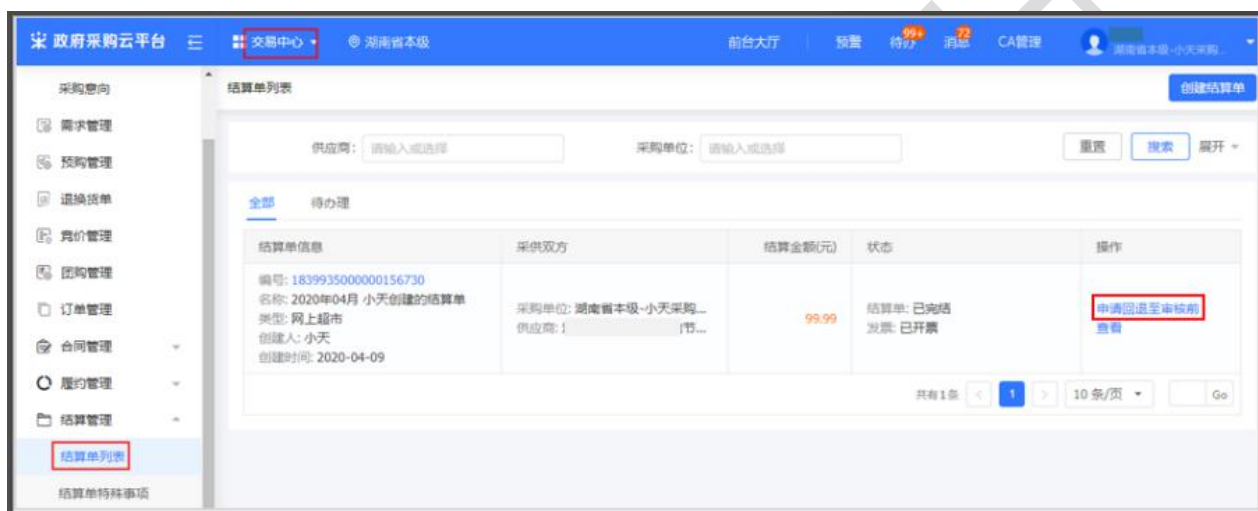 政府采购云平台
交易中心
湖南省本级
前台大厅
预警
待办
99+
消息
72
CA管理
湖南省本级-小天采购...
采购意向
需求管理
预购管理
退换货单
竞价管理
团购管理
订单管理
合同管理
履约管理
结算管理
结算单列表
结算单特殊事项
结算单列表
创建结算单
供应商: 请输入或选择
采购单位: 请输入或选择
重置
搜索
展开
全部
待办理
结算单信息
采供双方
结算金额(元)
状态
操作
编号: 1839935000000156730
名称: 2020年04月 小天创建的结算单
类型: 网上超市
创建人: 小天
创建时间: 2020-04-09
采购单位: 湖南省本级-小天采购...
供应商:
99.99
结算单: 已完结
发票: 已开票
申请回退至审核前
查看
共有1条
1
10 条/页
Go